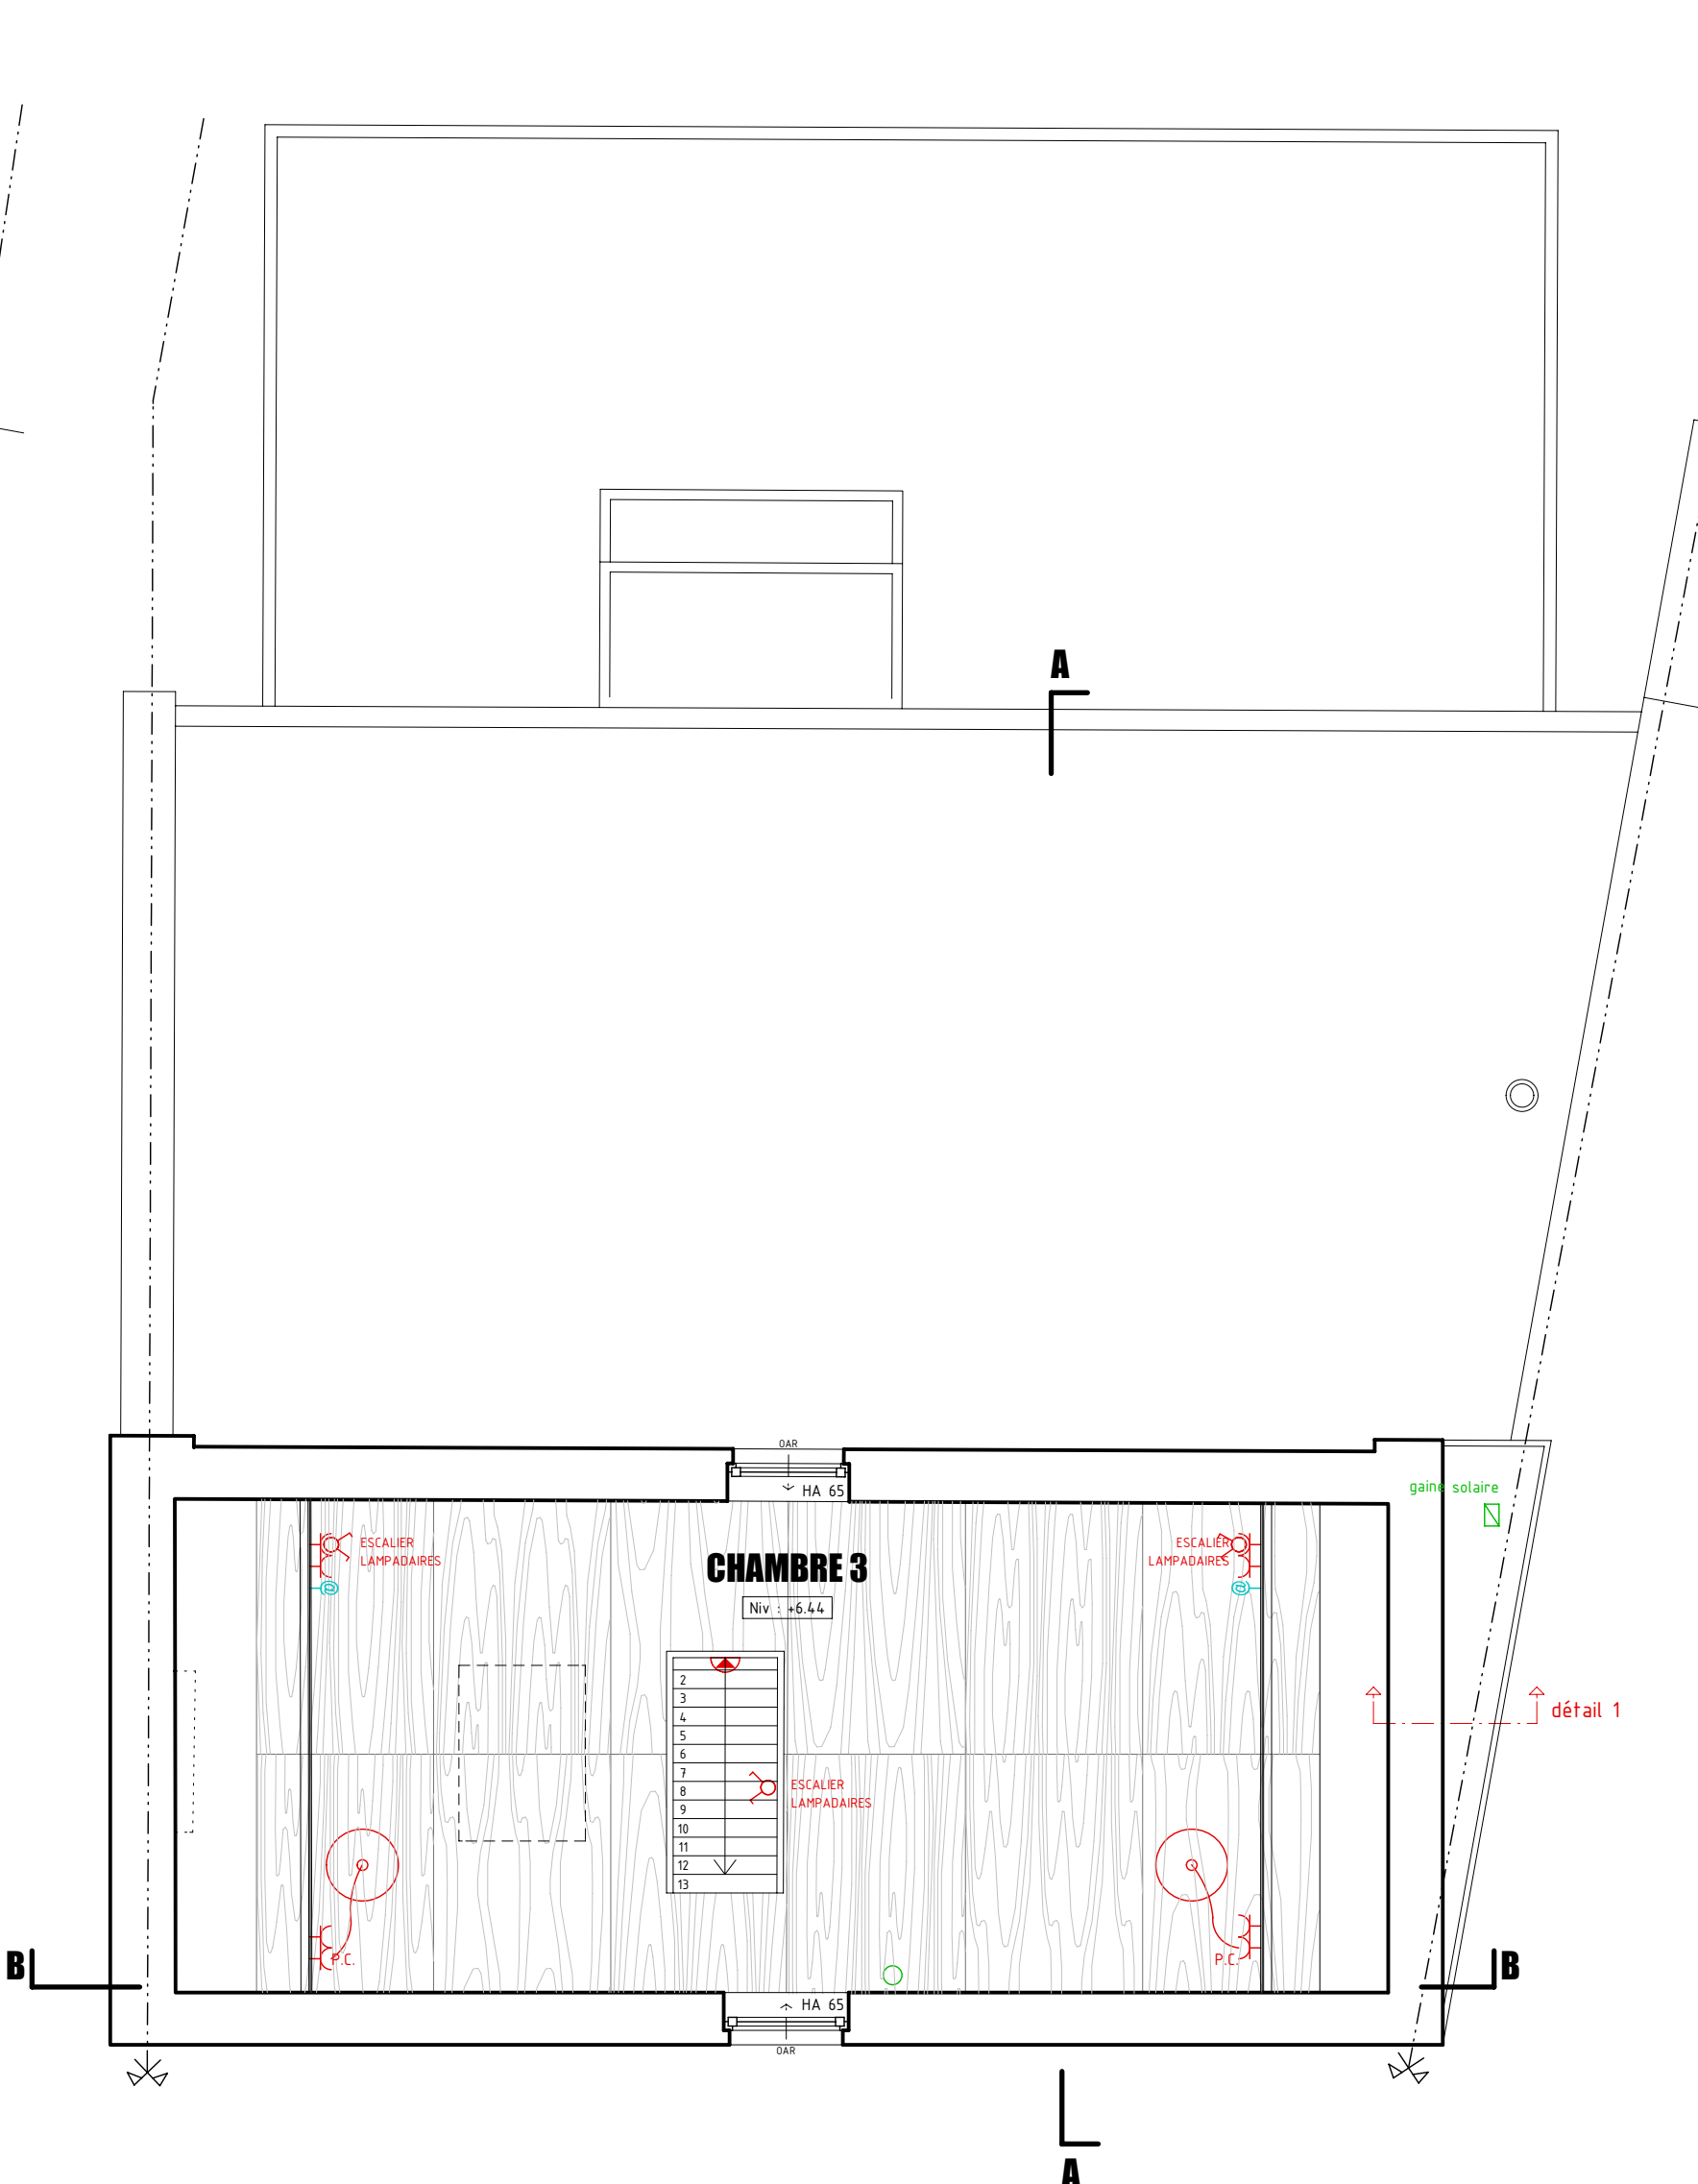 A
OAR
HA 65
gaine solaire
ESCALIER
LAMPADAIRES
@
ESCALIER
LAMPADAIRES
@
CHAMBRE 3
Niv : +6.44
2
3
4
5
6
7
8
9
10
11
12
13
détail 1
ESCALIER
LAMPADAIRES
P.C.
P.C.
B
B
HA 65
OAR
A